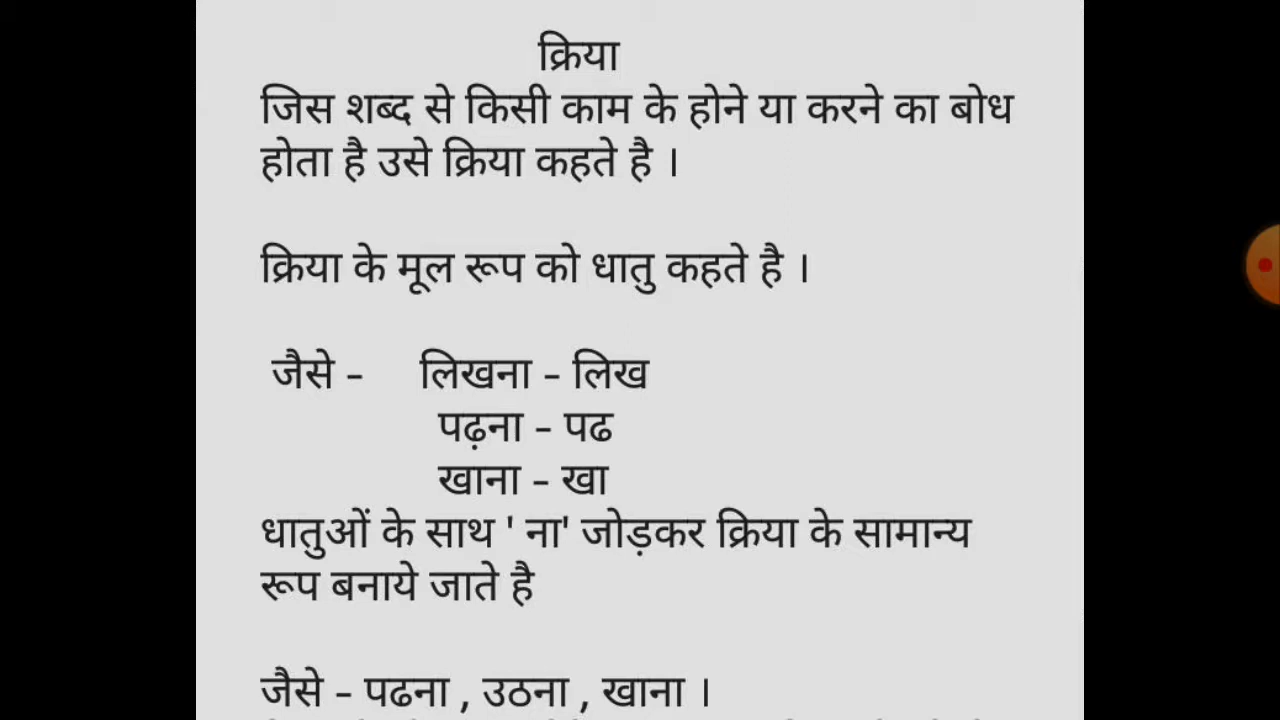 क्रिया
जिस शब्द से किसी काम के होने या करने का बोध
होता है उसे क्रिया कहते है ।
क्रिया के मूल रूप को धातु कहते है ।
जैसे - लिखना - लिख
पढ़ना - पढ
खाना - खा
धातुओं के साथ ' ना' जोड़कर क्रिया के सामान्य
रूप बनाये जाते है
जैसे - पढना , उठना , खाना ।